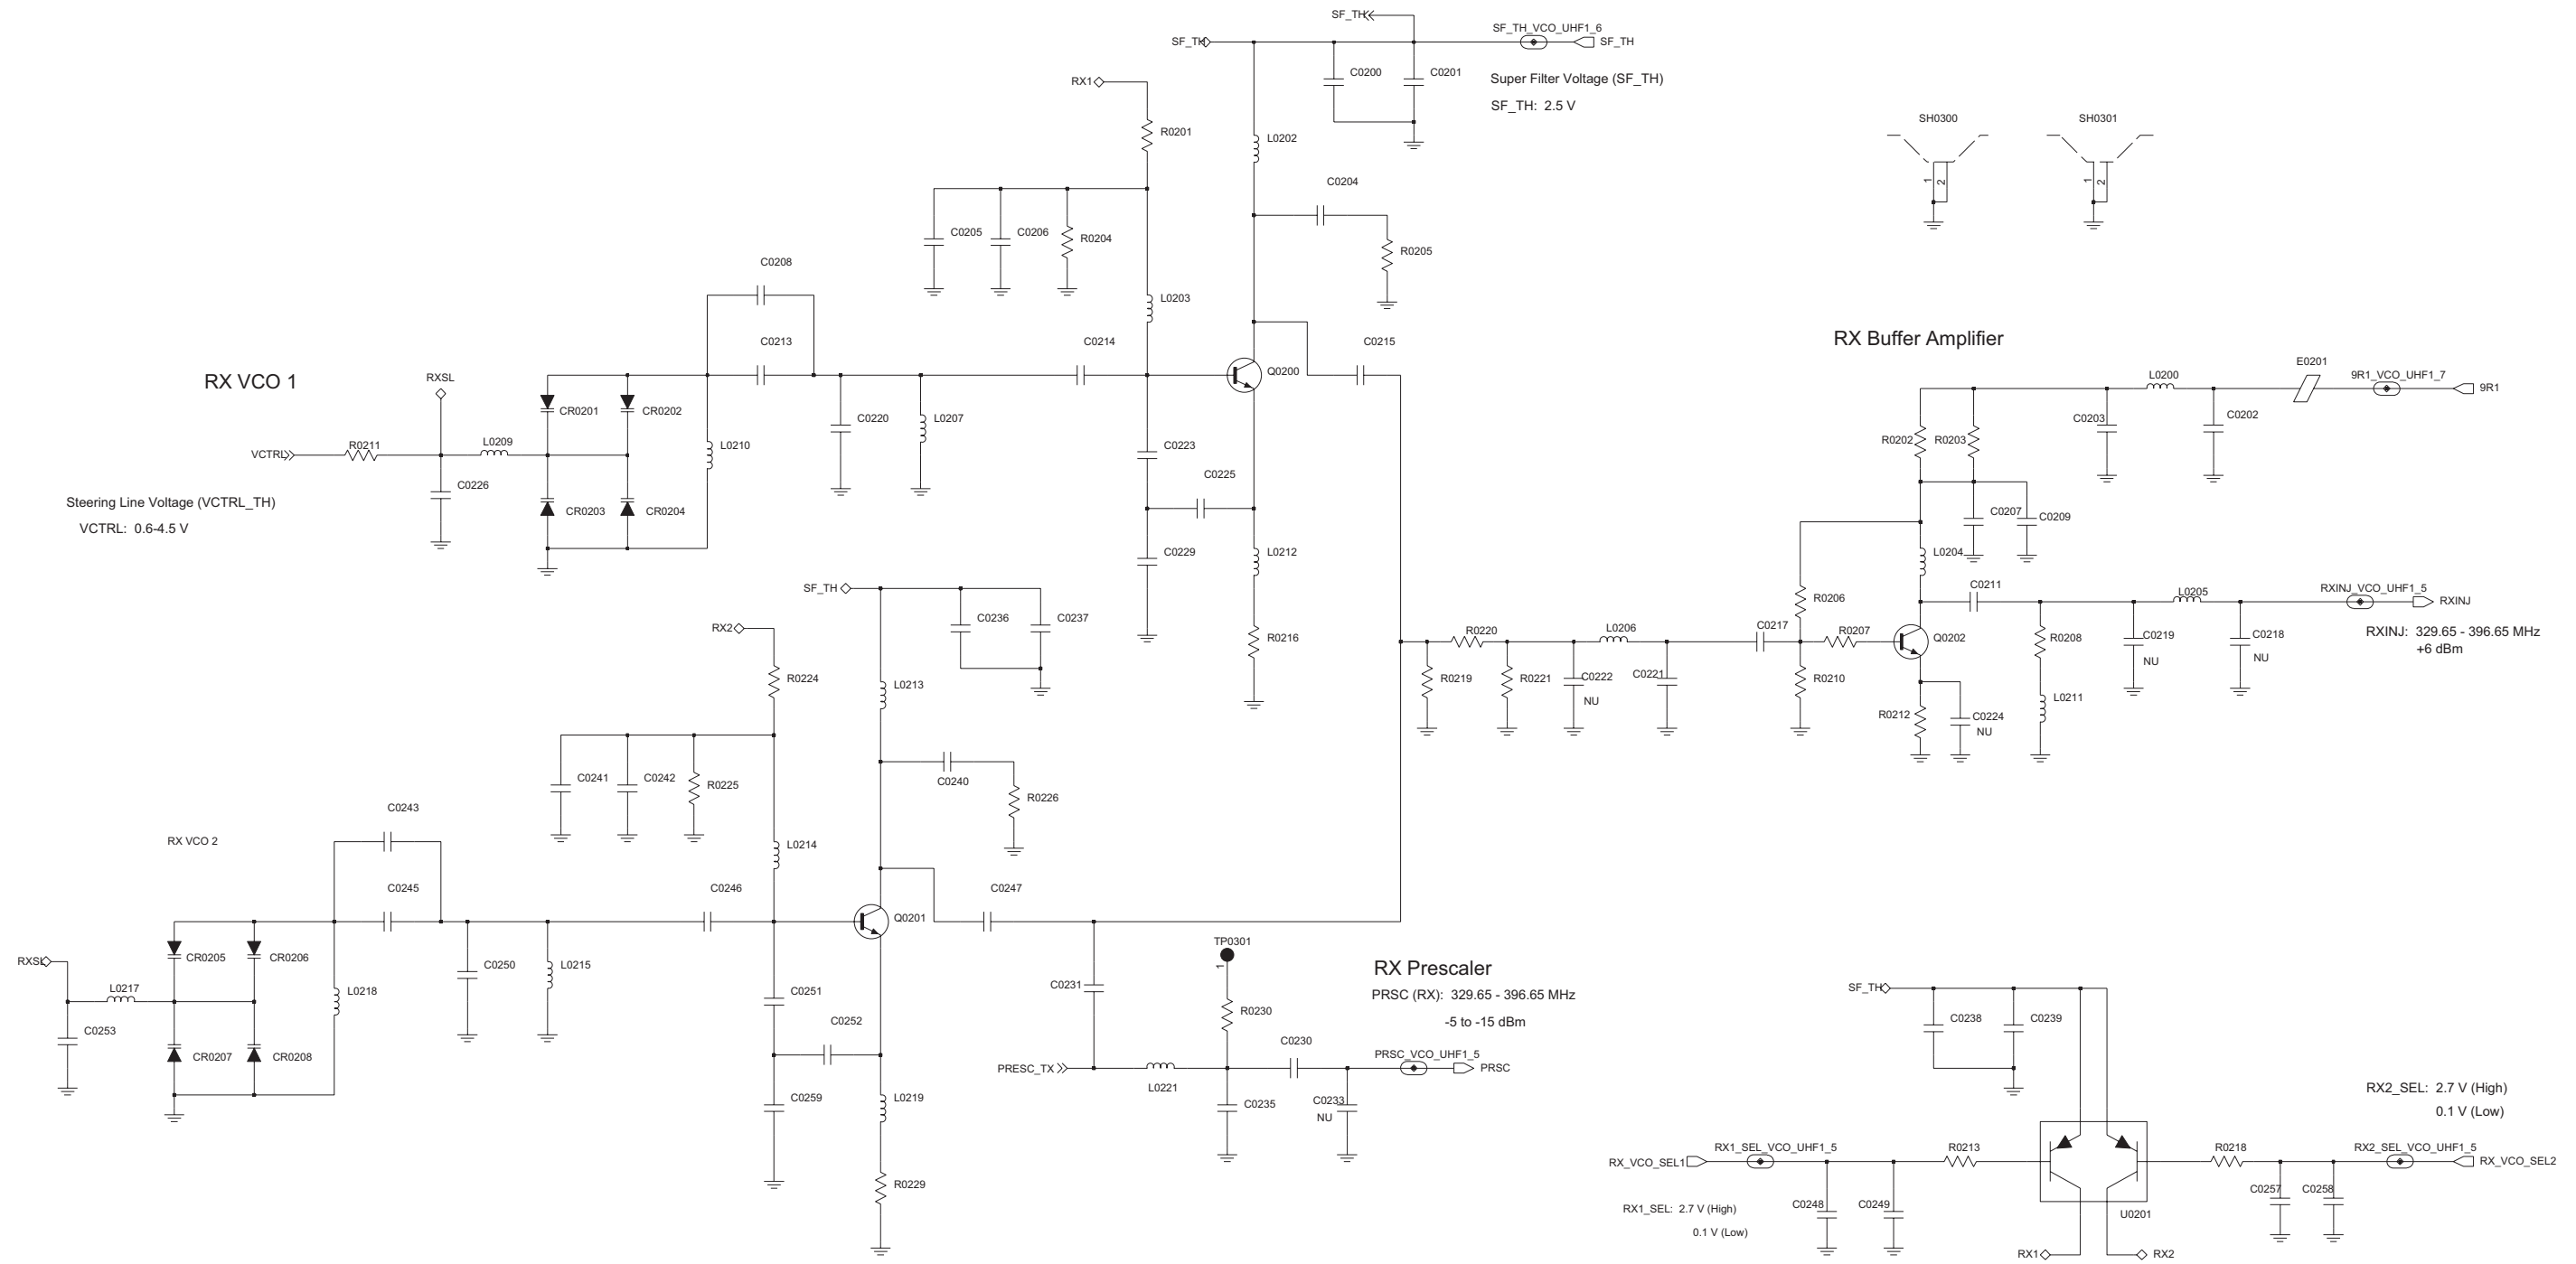 SF_TH
SF_TH_VCO_UHF1_6
SF_TH
SF_TH
C0200
C0201
Super Filter Voltage (SF_TH)
SF_TH: 2.5 V
RX1
R0201
L0202
SH0300
SH0301
1
2
1
2
C0204
C0205
C0206
R0204
R0205
C0208
L0203
RX VCO 1
RXSL
C0213
C0214
C0215
Q0200
CR0201
CR0202
C0220
L0207
VCTRL
R0211
L0209
L0210
C0223
C0225
C0226
Steering Line Voltage (VCTRL_TH)
VCTRL: 0.6-4.5 V
CR0203
CR0204
C0229
L0212
R0216
RX Buffer Amplifier
E0201
L0200
9R1_VCO_UHF1_7
9R1
C0203
C0202
R0202
R0203
C0207
C0209
L0204
C0211
R0206
L0205
RXINJ_VCO_UHF1_5
RXINJ
RXINJ: 329.65 - 396.65 MHz
+6 dBm
R0220
L0206
C0217
R0207
Q0202
R0208
C0219
NU
C0218
NU
R0219
R0221
C0222
NU
C0221
R0210
R0212
C0224
NU
L0211
SF_TH
C0236
C0237
RX2
R0224
L0213
C0241
C0242
R0225
C0240
R0226
C0243
RX VCO 2
L0214
C0245
C0246
C0247
Q0201
RXSL
CR0205
CR0206
C0250
L0215
L0217
L0218
C0251
C0252
C0253
CR0207
CR0208
C0259
L0219
R0229
TP0301
1
RX Prescaler
PRSC (RX): 329.65 - 396.65 MHz
-5 to -15 dBm
C0231
R0230
C0230
PRSC_VCO_UHF1_5
PRESC_TX
PRSC
L0221
C0235
C0233
NU
SF_TH
C0238
C0239
RX2_SEL: 2.7 V (High)
0.1 V (Low)
RX_VCO_SEL1
RX1_SEL_VCO_UHF1_5
R0213
R0218
RX2_SEL_VCO_UHF1_5
RX_VCO_SEL2
RX1_SEL: 2.7 V (High)
0.1 V (Low)
C0248
C0249
U0201
C0257
C0258
RX1
RX2